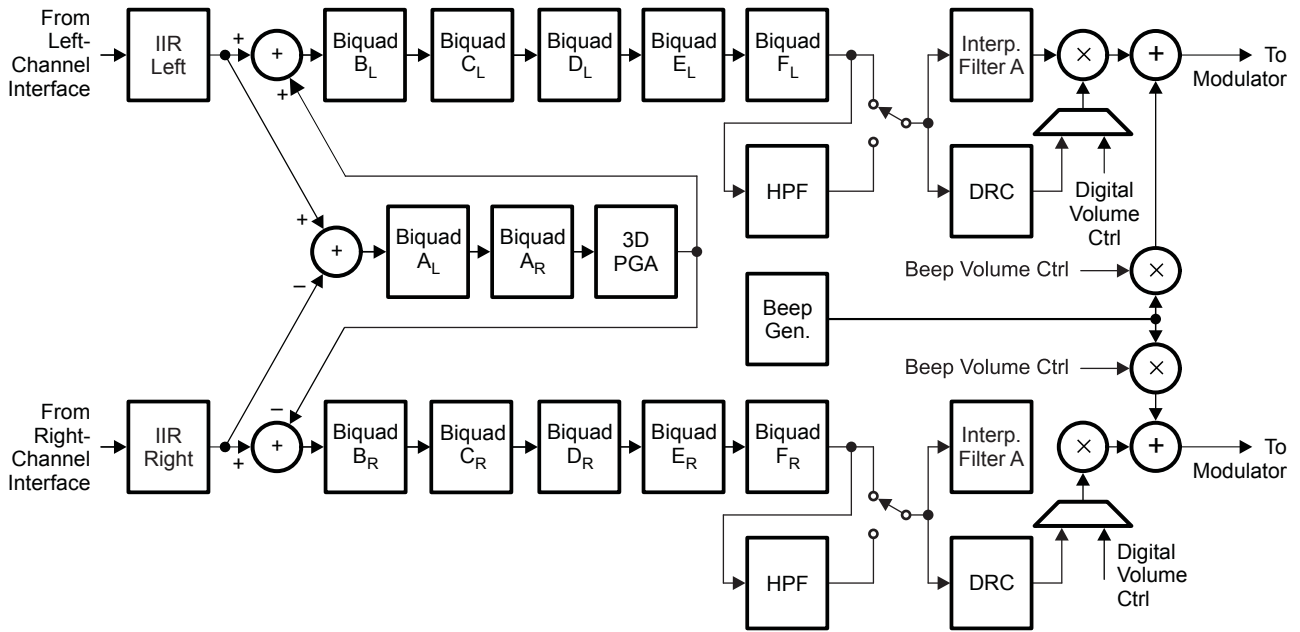 From
Left-
Channel
Interface
IIR
Left
+
+
+
Biquad
BL
Biquad
CL
Biquad
DL
Biquad
EL
Biquad
FL
Interp.
Filter A
×
+
To
Modulator
HPF
DRC
Digital
Volume
Ctrl
+
+
–
Biquad
AL
Biquad
AR
3D
PGA
Beep Volume Ctrl
×
Beep
Gen.
Beep Volume Ctrl
×
From
Right-
Channel
Interface
IIR
Right
–
+
+
Biquad
BR
Biquad
CR
Biquad
DR
Biquad
ER
Biquad
FR
Interp.
Filter A
×
+
To
Modulator
HPF
DRC
Digital
Volume
Ctrl